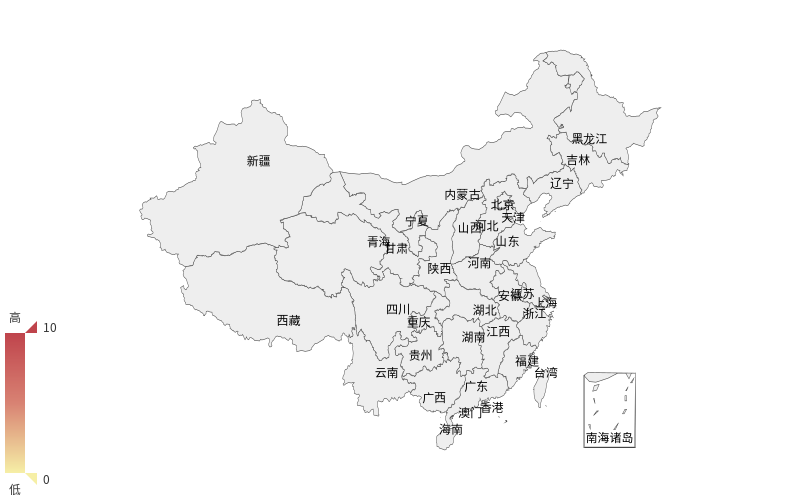 黑龙江
新疆
吉林
辽宁
内蒙古
北京
天津
宁夏
山西
河北
青海
甘肃
山东
陕西
河南
安徽
江苏
上海
四川
湖北
浙江
西藏
重庆
湖南
江西
贵州
福建
云南
台湾
广东
广西
香港
澳门
海南
南海诸岛
高
10
0
低